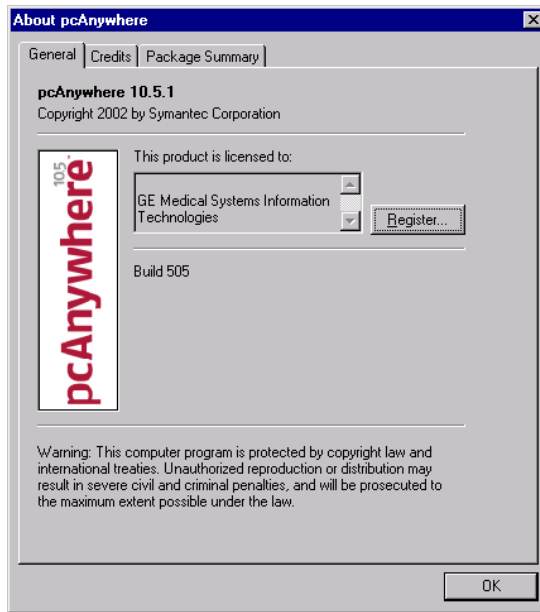 About pcAnywhere
General
Credits
Package Summary
pcAnywhere 10.5.1
Copyright 2002 by Symantec Corporation
pcAnywhere 10.5
This product is licensed to:
GE Medical Systems Information
Technologies
Register...
Build 505
Warning: This computer program is protected by copyright law and
international treaties. Unauthorized reproduction or distribution may
result in severe civil and criminal penalties, and will be prosecuted to
the maximum extent possible under the law.
OK